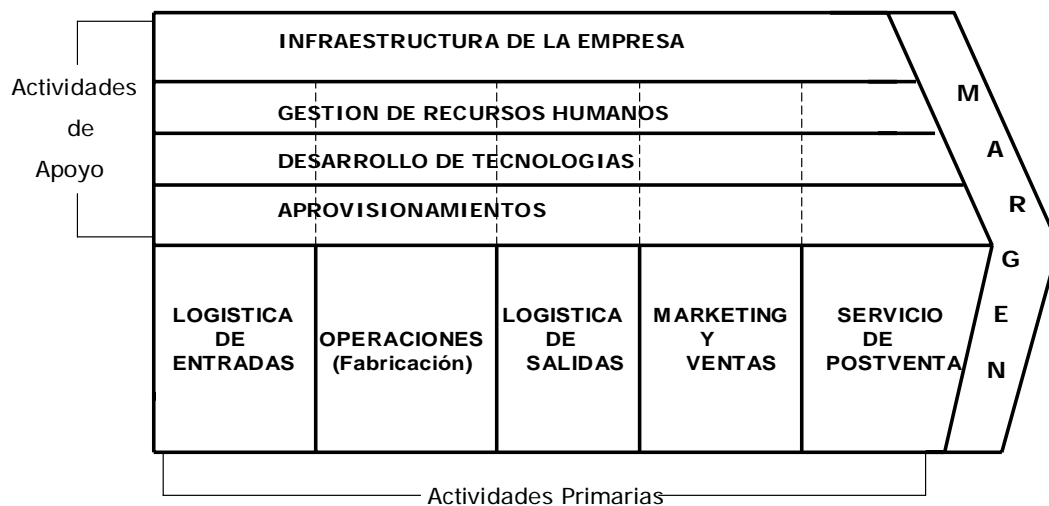 INFRAESTRUCTURA DE LA EMPRESA
Actividades
de
Apoyo
GESTION DE RECURSOS HUMANOS
DESARROLLO DE TECNOLOGIAS
APROVISIONAMIENTOS
LOGISTICA
DE
ENTRADAS
OPERACIONES
(Fabricación)
LOGISTICA
DE
SALIDAS
MARKETING
Y
VENTAS
SERVICIO
DE
POSTVENTA
M
A
R
G
E
N
Actividades Primarias